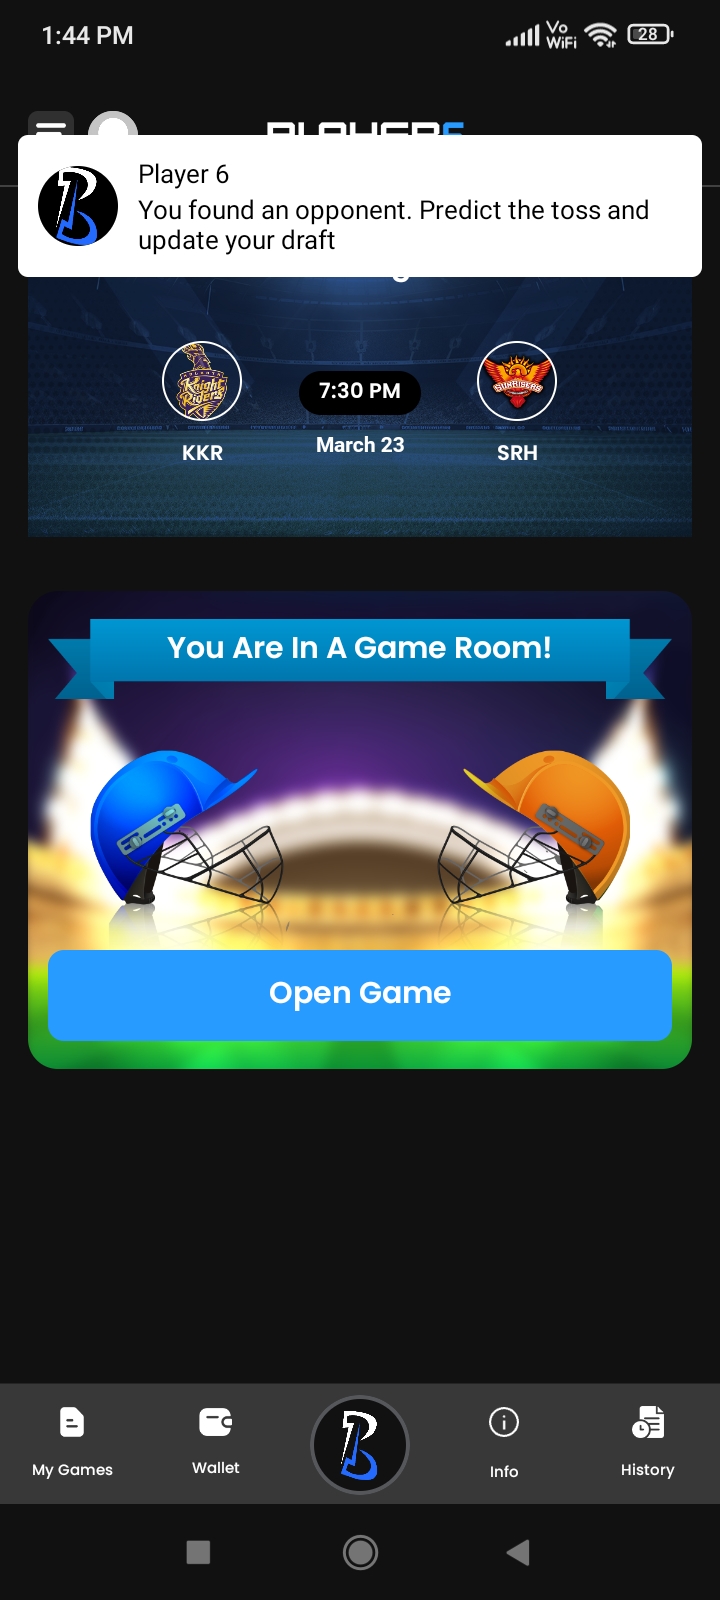 1:44 PM
Vo
WiFi
28
PLAYER6
Player 6
You found an opponent. Predict the toss and
update your draft
7:30 PM
March 23
KKR
SRH
Knight
Riders
SUNRISERS
You Are In A Game Room!
Open Game
My Games
Wallet
Info
History